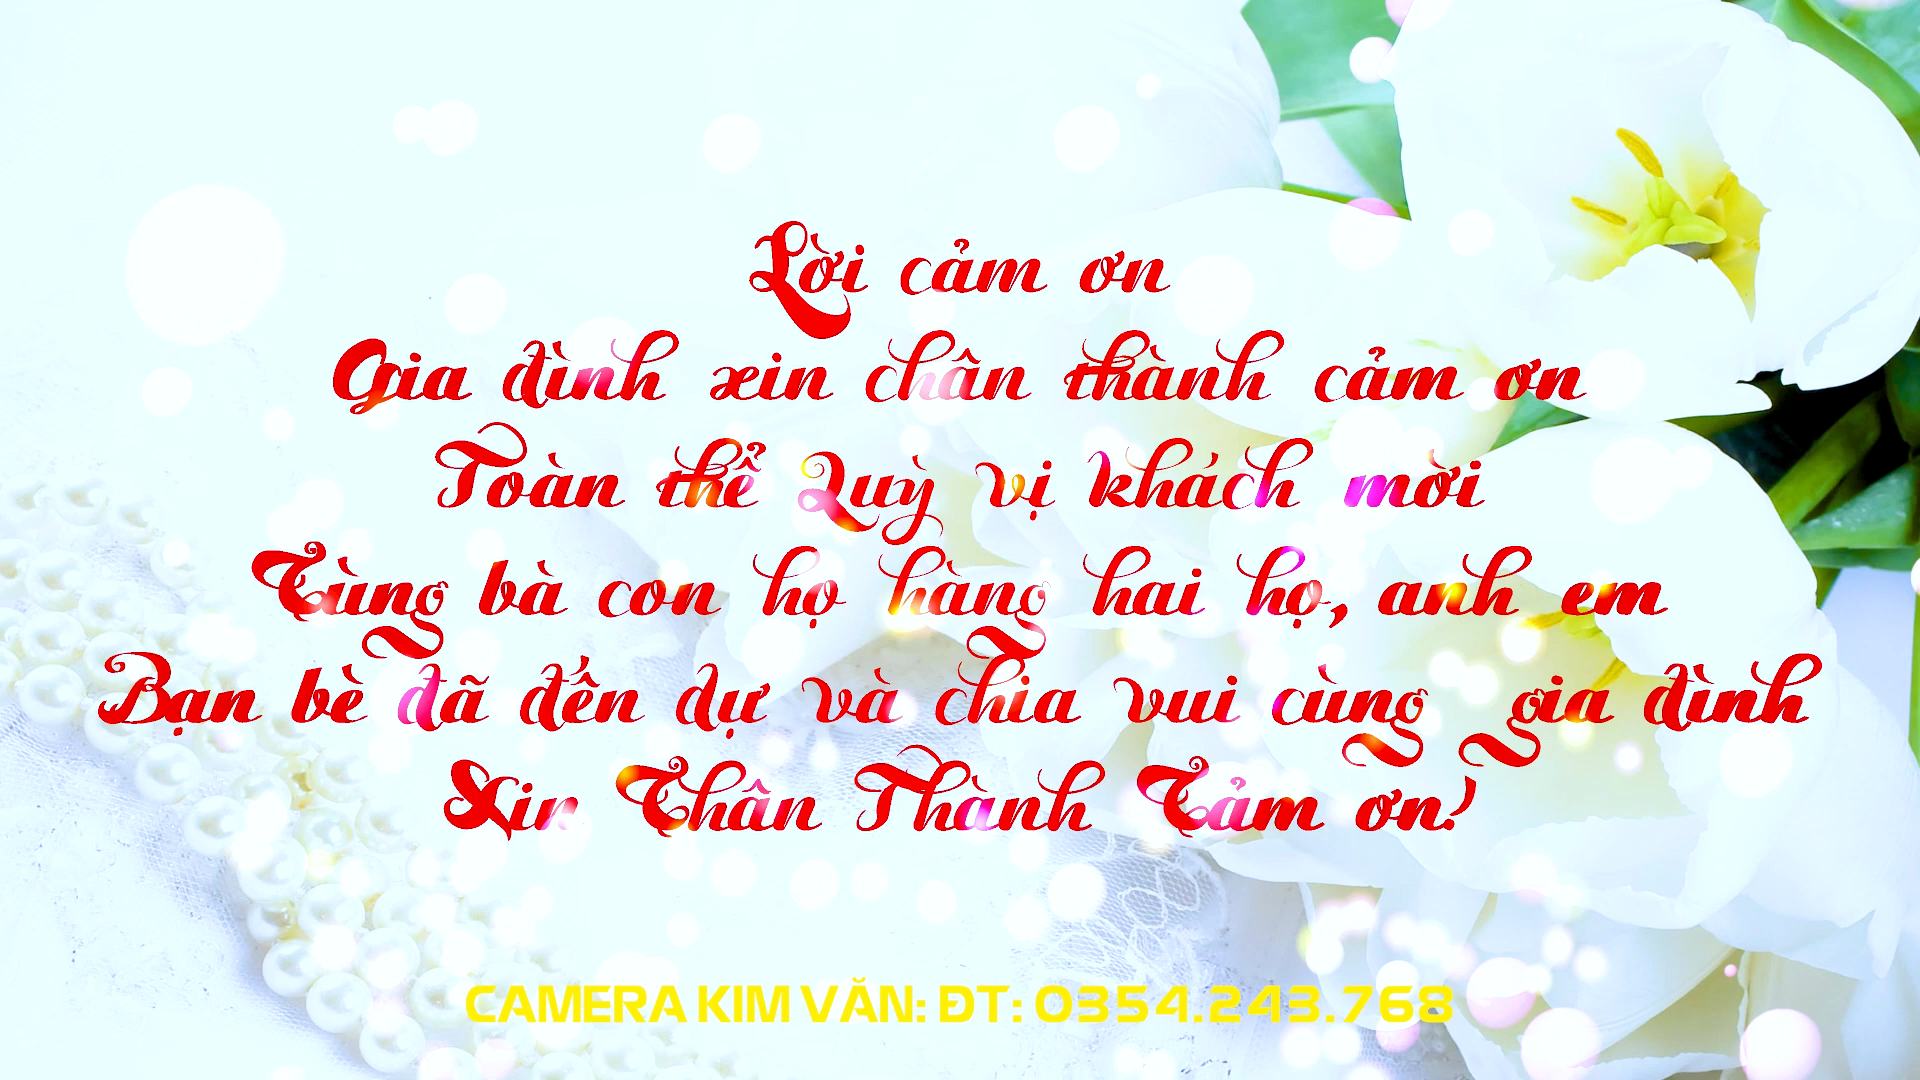 Lời cảm ơn
Gia đình xin chân thành cảm ơn
Toàn thể Quỳ vị khách mời
Cùng bà con họ hàng hai họ, anh em
Bạn bè đã đến dự và chia vui cùng gia đình
Xin Chân Thành Cảm ơn!
CAMERA KIM VĂN: ĐT: 0354.243.768